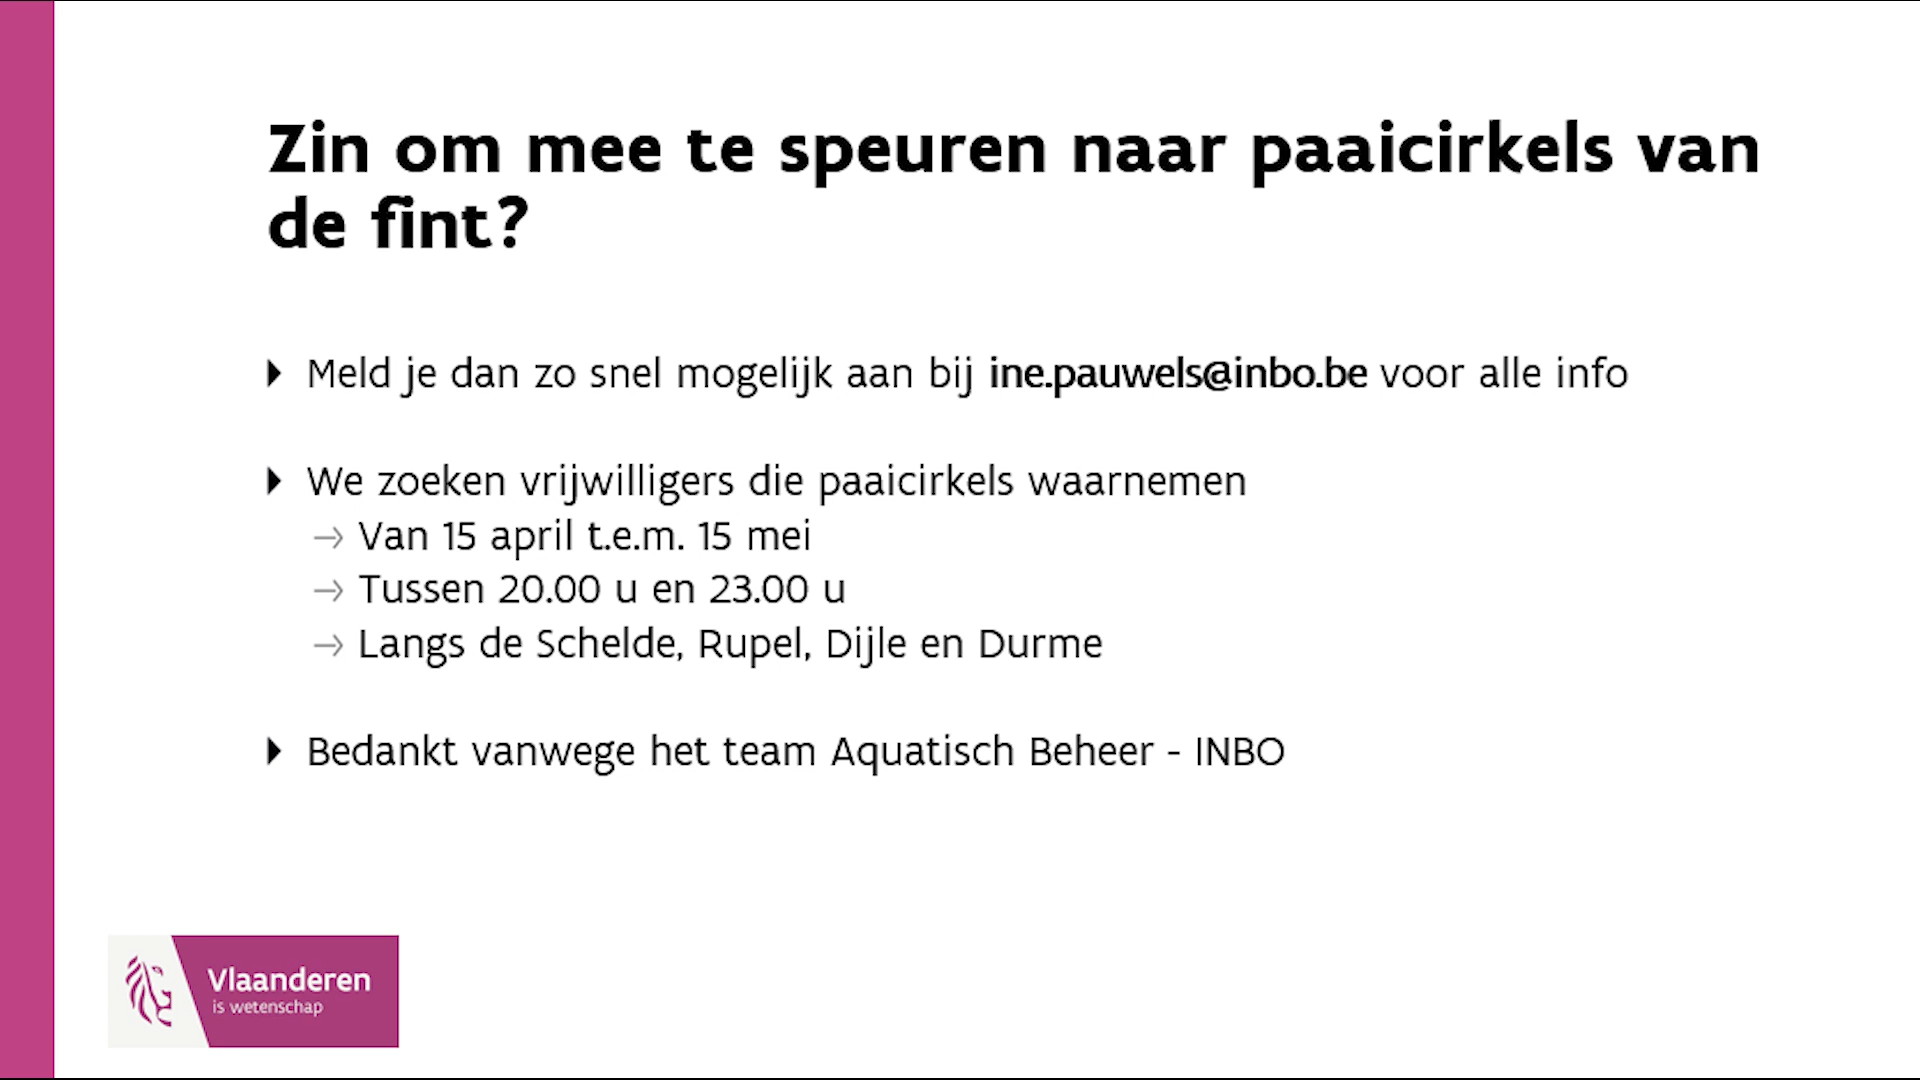 Zin om mee te speuren naar paaicirkels van
de fint?
Meld je dan zo snel mogelijk aan bij ine.pauwels@inbo.be voor alle info
We zoeken vrijwilligers die paaicirkels waarnemen
→ Van 15 april t.e.m. 15 mei
→ Tussen 20.00 u en 23.00 u
→ Langs de Schelde, Rupel, Dijle en Durme
Bedankt vanwege het team Aquatisch Beheer - INBO
Vlaanderen
is wetenschap